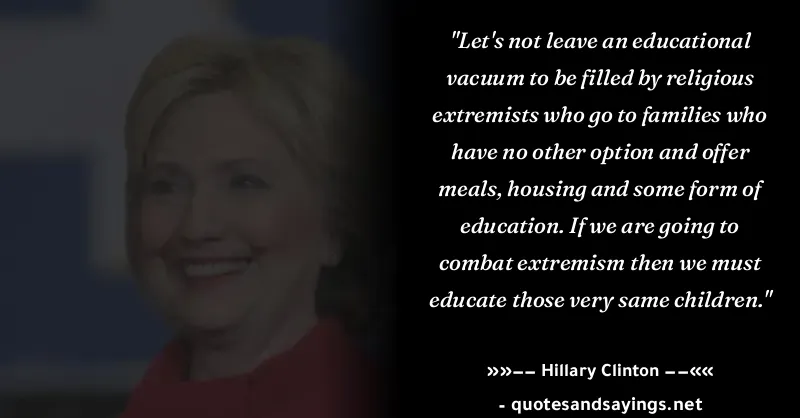 "Let's not leave an educational
vacuum to be filled by religious
extremists who go to families who
have no other option and offer
meals, housing and some form of
education. If we are going to
combat extremism then we must
educate those very same children."
»»−− Hillary Clinton −−««
- quotesandsayings.net